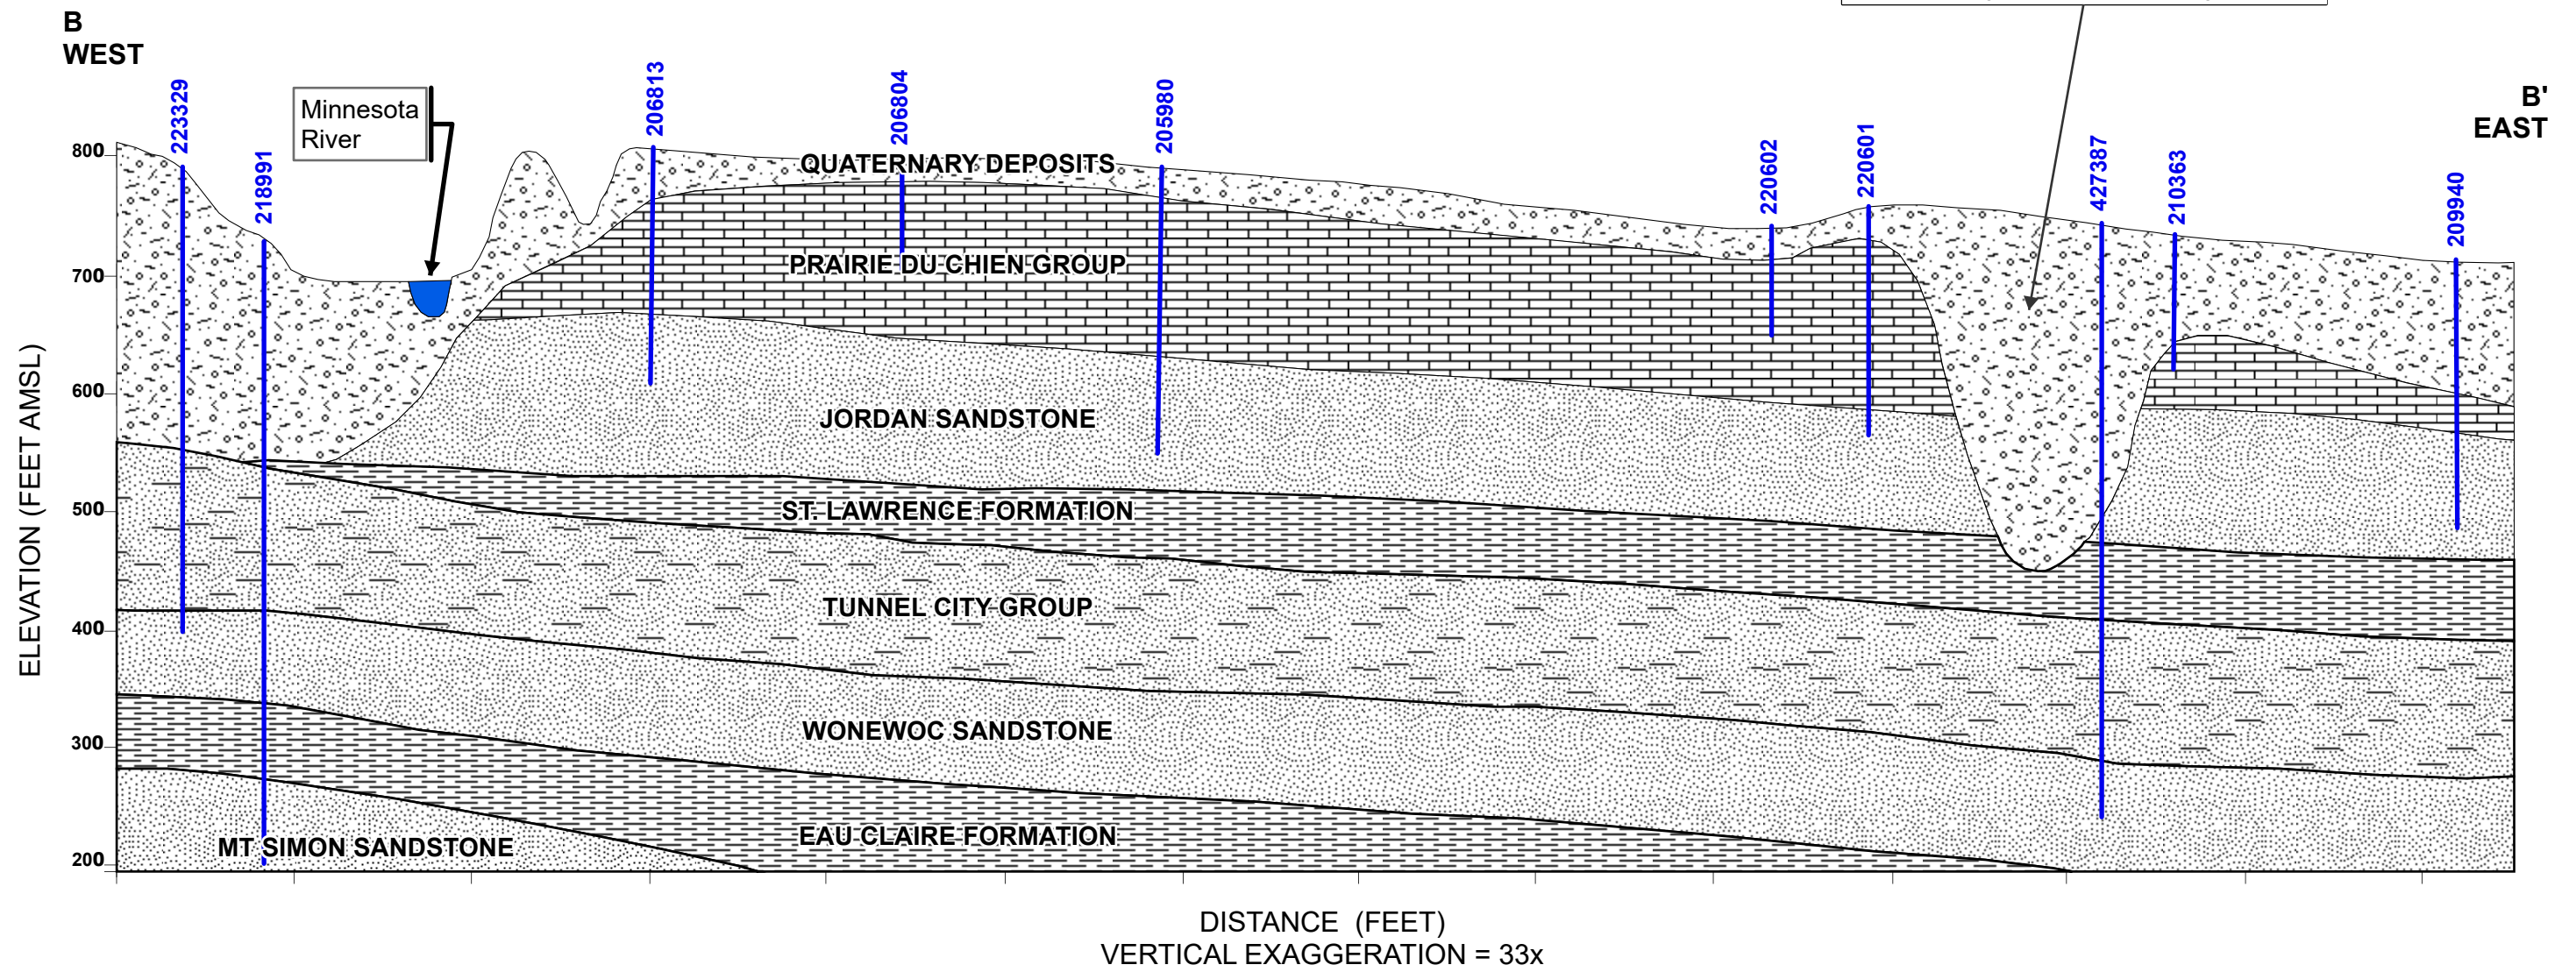 B
WEST
B'
EAST
223329
218991
Minnesota
River
206813
206804
205980
220602
220601
427387
210363
209940
800
700
600
500
400
300
200
ELEVATION (FEET AMSL)
QUATERNARY DEPOSITS
PRAIRIE DU CHIEN GROUP
JORDAN SANDSTONE
ST. LAWRENCE FORMATION
TUNNEL CITY GROUP
WONEWOC SANDSTONE
EAU CLAIRE FORMATION
MT. SIMON SANDSTONE
DISTANCE (FEET)
VERTICAL EXAGGERATION = 33x